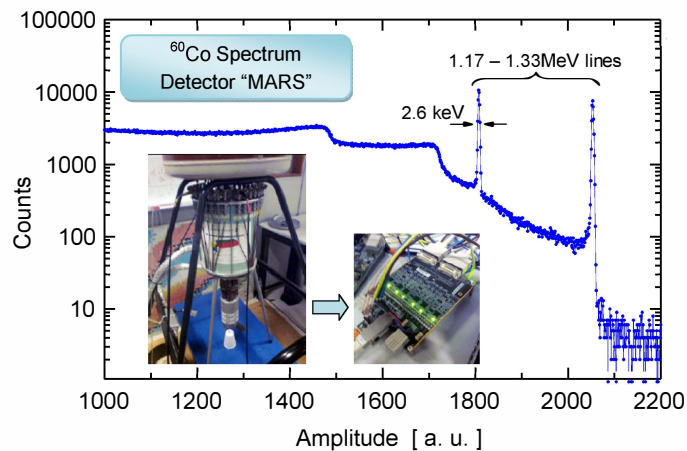 100000
10000
1000
100
10
Counts
⁶⁰Co Spectrum
Detector “MARS”
1.17 – 1.33MeV lines
2.6 keV
1000 1200 1400 1600 1800 2000 2200
Amplitude [ a. u. ]